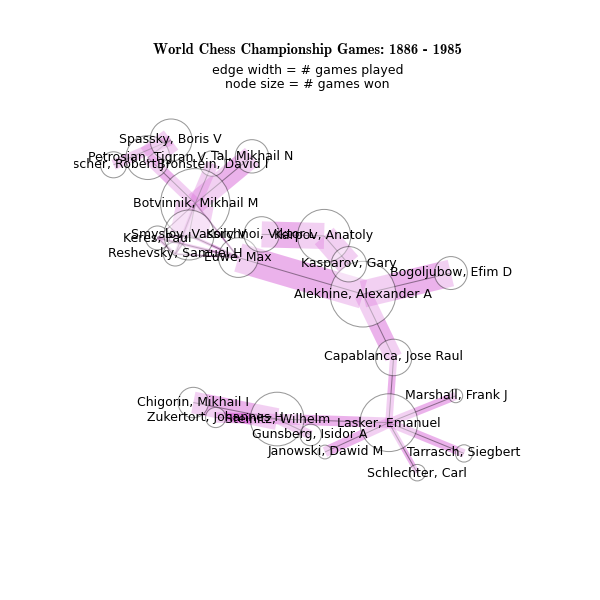 World Chess Championship Games: 1886 - 1985
edge width = # games played
node size = # games won
Spassky, Boris V
Petrosian, Tigran V
Tal, Mikhail N
scher, Robert J
Bronstein, David I
Botvinnik, Mikhail M
Smyslov, Vassily V
Korchnoi, Viktor L
Karpov, Anatoly
Keres, Paul
Reshevsky, Samuel H
Euwe, Max
Kasparov, Gary
Bogoljubow, Efim D
Alekhine, Alexander A
Capablanca, Jose Raul
Marshall, Frank J
Chigorin, Mikhail I
Zukertort, Johannes H
Steinitz, Wilhelm
Lasker, Emanuel
Gunsberg, Isidor A
Janowski, Dawid M
Tarrasch, Siegbert
Schlechter, Carl